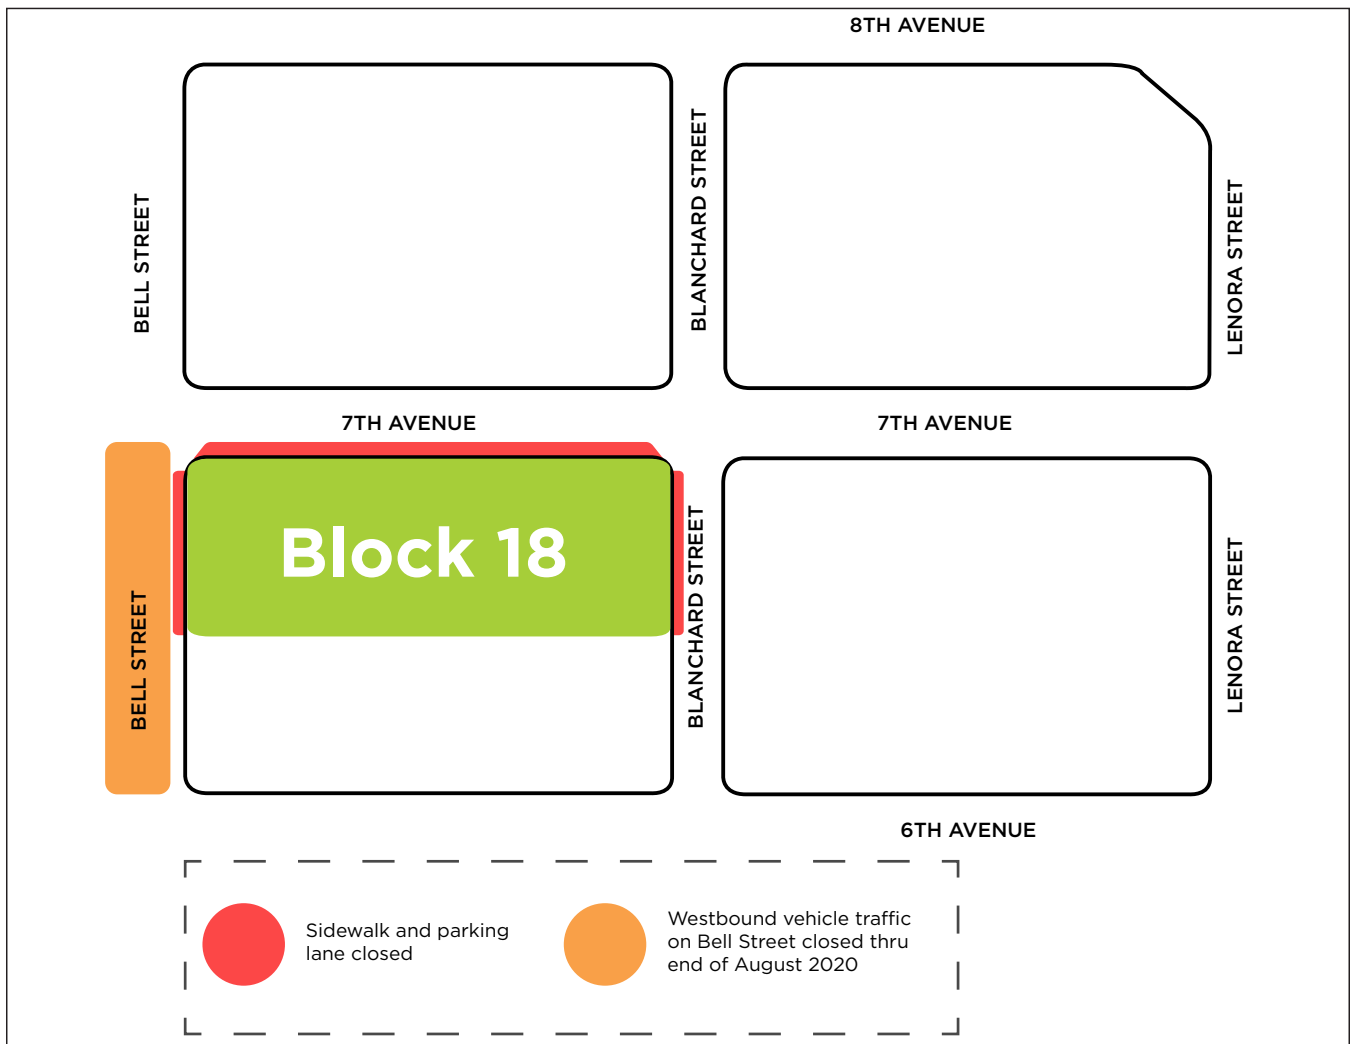 8TH AVENUE
BELL STREET
BLANCHARD STREET
LENORA STREET
7TH AVENUE
7TH AVENUE
Block 18
BELL STREET
BLANCHARD STREET
LENORA STREET
6TH AVENUE
Sidewalk and parking
lane closed
Westbound vehicle traffic
on Bell Street closed thru
end of August 2020